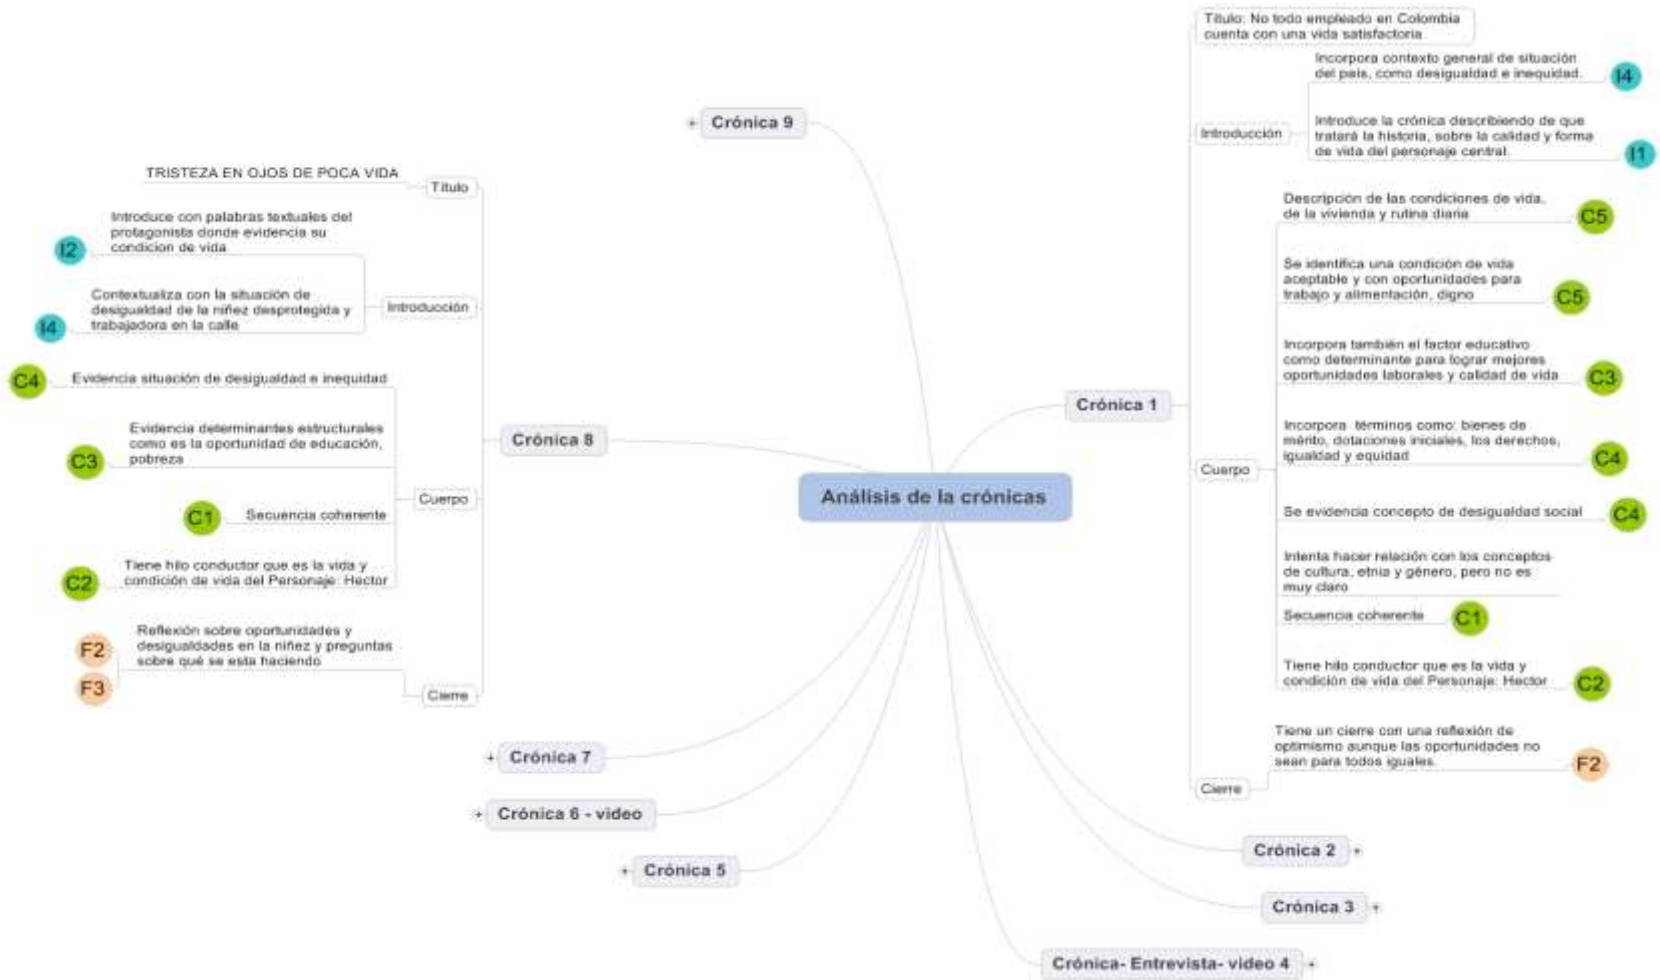 Análisis de la crónicas
Crónica 1
Título: No todo empleado en Colombia
cuenta con una vida satisfactoria
Introducción
Incorpora contexto general de situación
del país, como desigualdad e inequidad.
I4
Introduce la crónica describiendo de que
tratará la historia, sobre la calidad y forma
de vida del personaje central.
I1
Cuerpo
Descripción de las condiciones de vida,
de la vivienda y rutina diaria
C5
Se identifica una condición de vida
aceptable y con oportunidades para
trabajo y alimentación, digno
C5
Incorpora también el factor educativo
como determinante para lograr mejores
oportunidades laborales y calidad de vida
C3
Incorpora términos como: bienes de
mérito, dotaciones iniciales, los derechos,
igualdad y equidad
C4
Se evidencia concepto de desigualdad social
C4
Intenta hacer relación con los conceptos
de cultura, etnia y género, pero no es
muy claro
Secuencia coherente
C1
Tiene hilo conductor que es la vida y
condición de vida del Personaje: Hector
C2
Cierre
Tiene un cierre con una reflexión de
optimismo aunque las oportunidades no
sean para todos iguales.
F2
Crónica 2
Crónica 3
Crónica- Entrevista- video 4
Crónica 5
Crónica 6 - video
Crónica 7
Crónica 8
Título
TRISTEZA EN OJOS DE POCA VIDA
Introducción
Introduce con palabras textuales del
protagonista donde evidencia su
condicion de vida
I2
Contextualiza con la situación de
desigualdad de la niñez desprotegida y
trabajadora en la calle
I4
Cuerpo
Evidencia situación de desigualdad e inequidad
C4
Evidencia determinantes estructurales
como es la oportunidad de educación,
pobreza
C3
Secuencia coherente
C1
Tiene hilo conductor que es la vida y
condición de vida del Personaje: Hector
C2
Cierre
Reflexión sobre oportunidades y
desigualdades en la niñez y preguntas
sobre qué se esta haciendo
F2
F3
Crónica 9